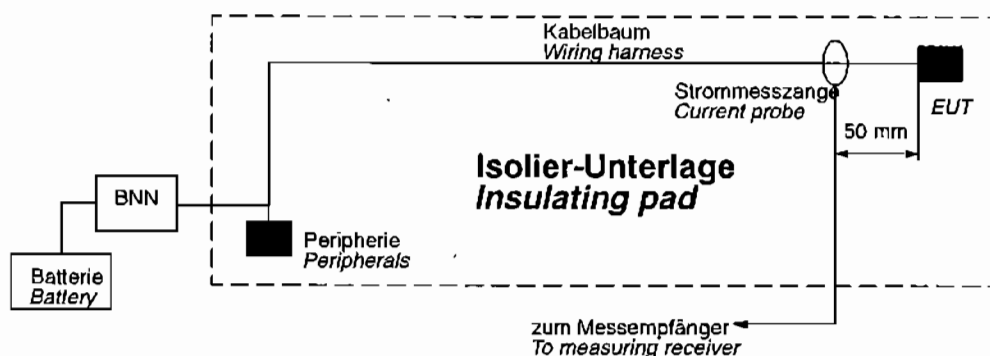 Kabelbaum
Wiring harness
Strommesszange
Current probe
EUT
50 mm
Isolier-Unterlage
Insulating pad
BNN
Peripherie
Peripherals
Batterie
Battery
zum Messempfänger
To measuring receiver